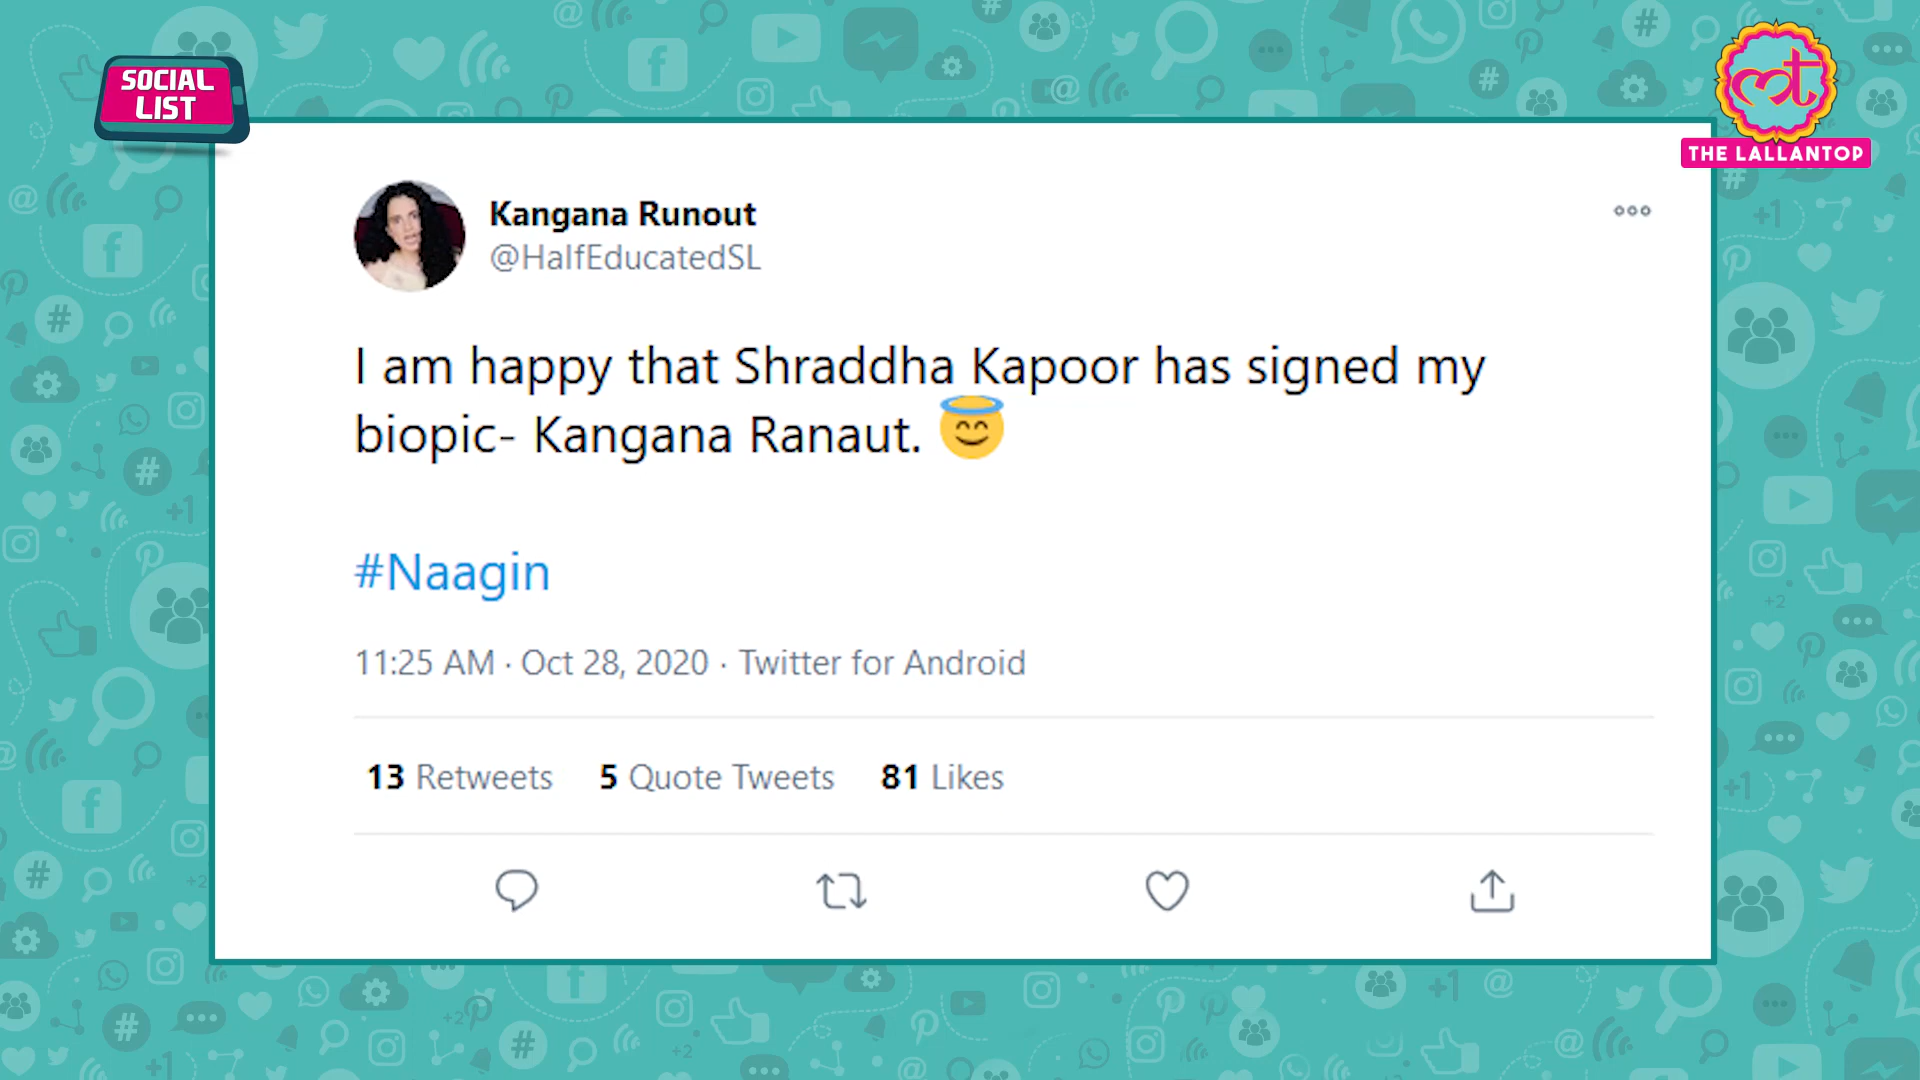 SOCIAL
LIST
THE LALLANTOP
Kangana Runout
@HalfEducatedSL
I am happy that Shraddha Kapoor has signed my
biopic- Kangana Ranaut. 😇
#Naagin
11:25 AM · Oct 28, 2020 · Twitter for Android
13 Retweets 5 Quote Tweets 81 Likes